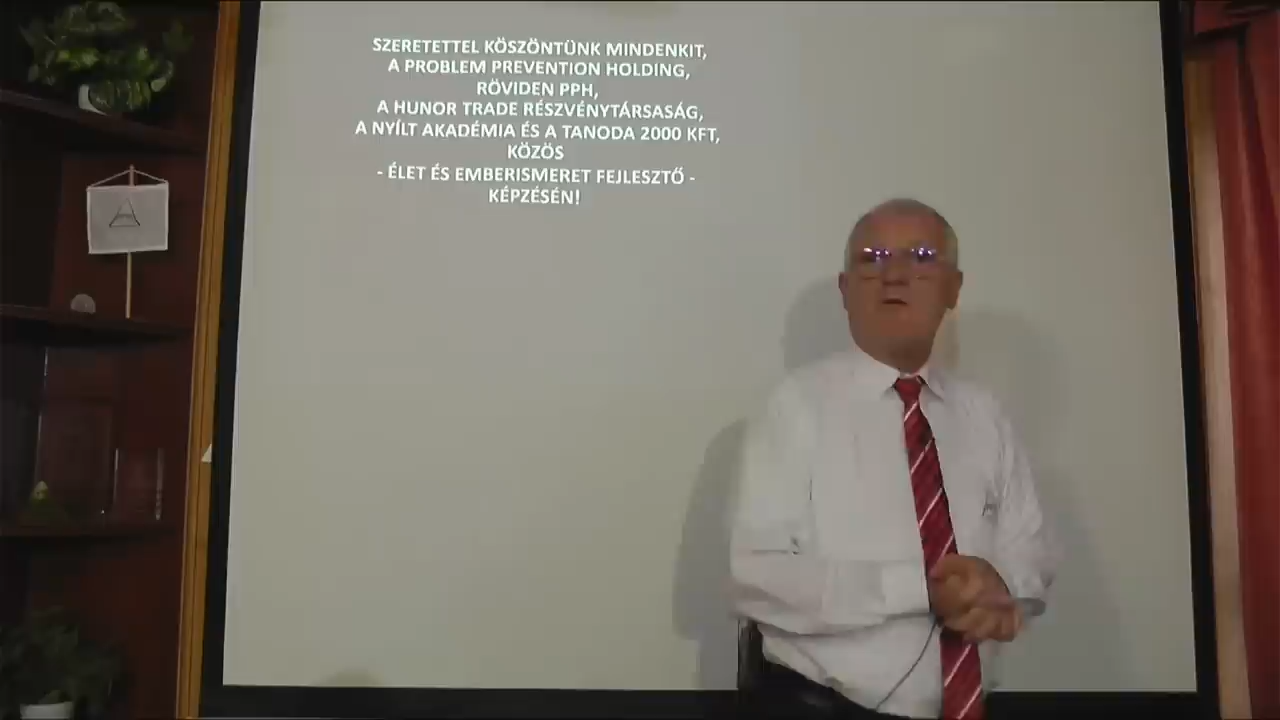 SZERETETTEL KÖSZÖNTÜNK MINDENKIT,
A PROBLEM PREVENTION HOLDING,
RÖVIDEN PPH,
A HUNOR TRADE RÉSZVÉNYTÁRSASÁG,
A NYÍLT AKADÉMIA ÉS A TANODA 2000 KFT,
KÖZÖS
- ÉLET ÉS EMBERISMERET FEJLESZTŐ -
KÉPZÉSÉN!